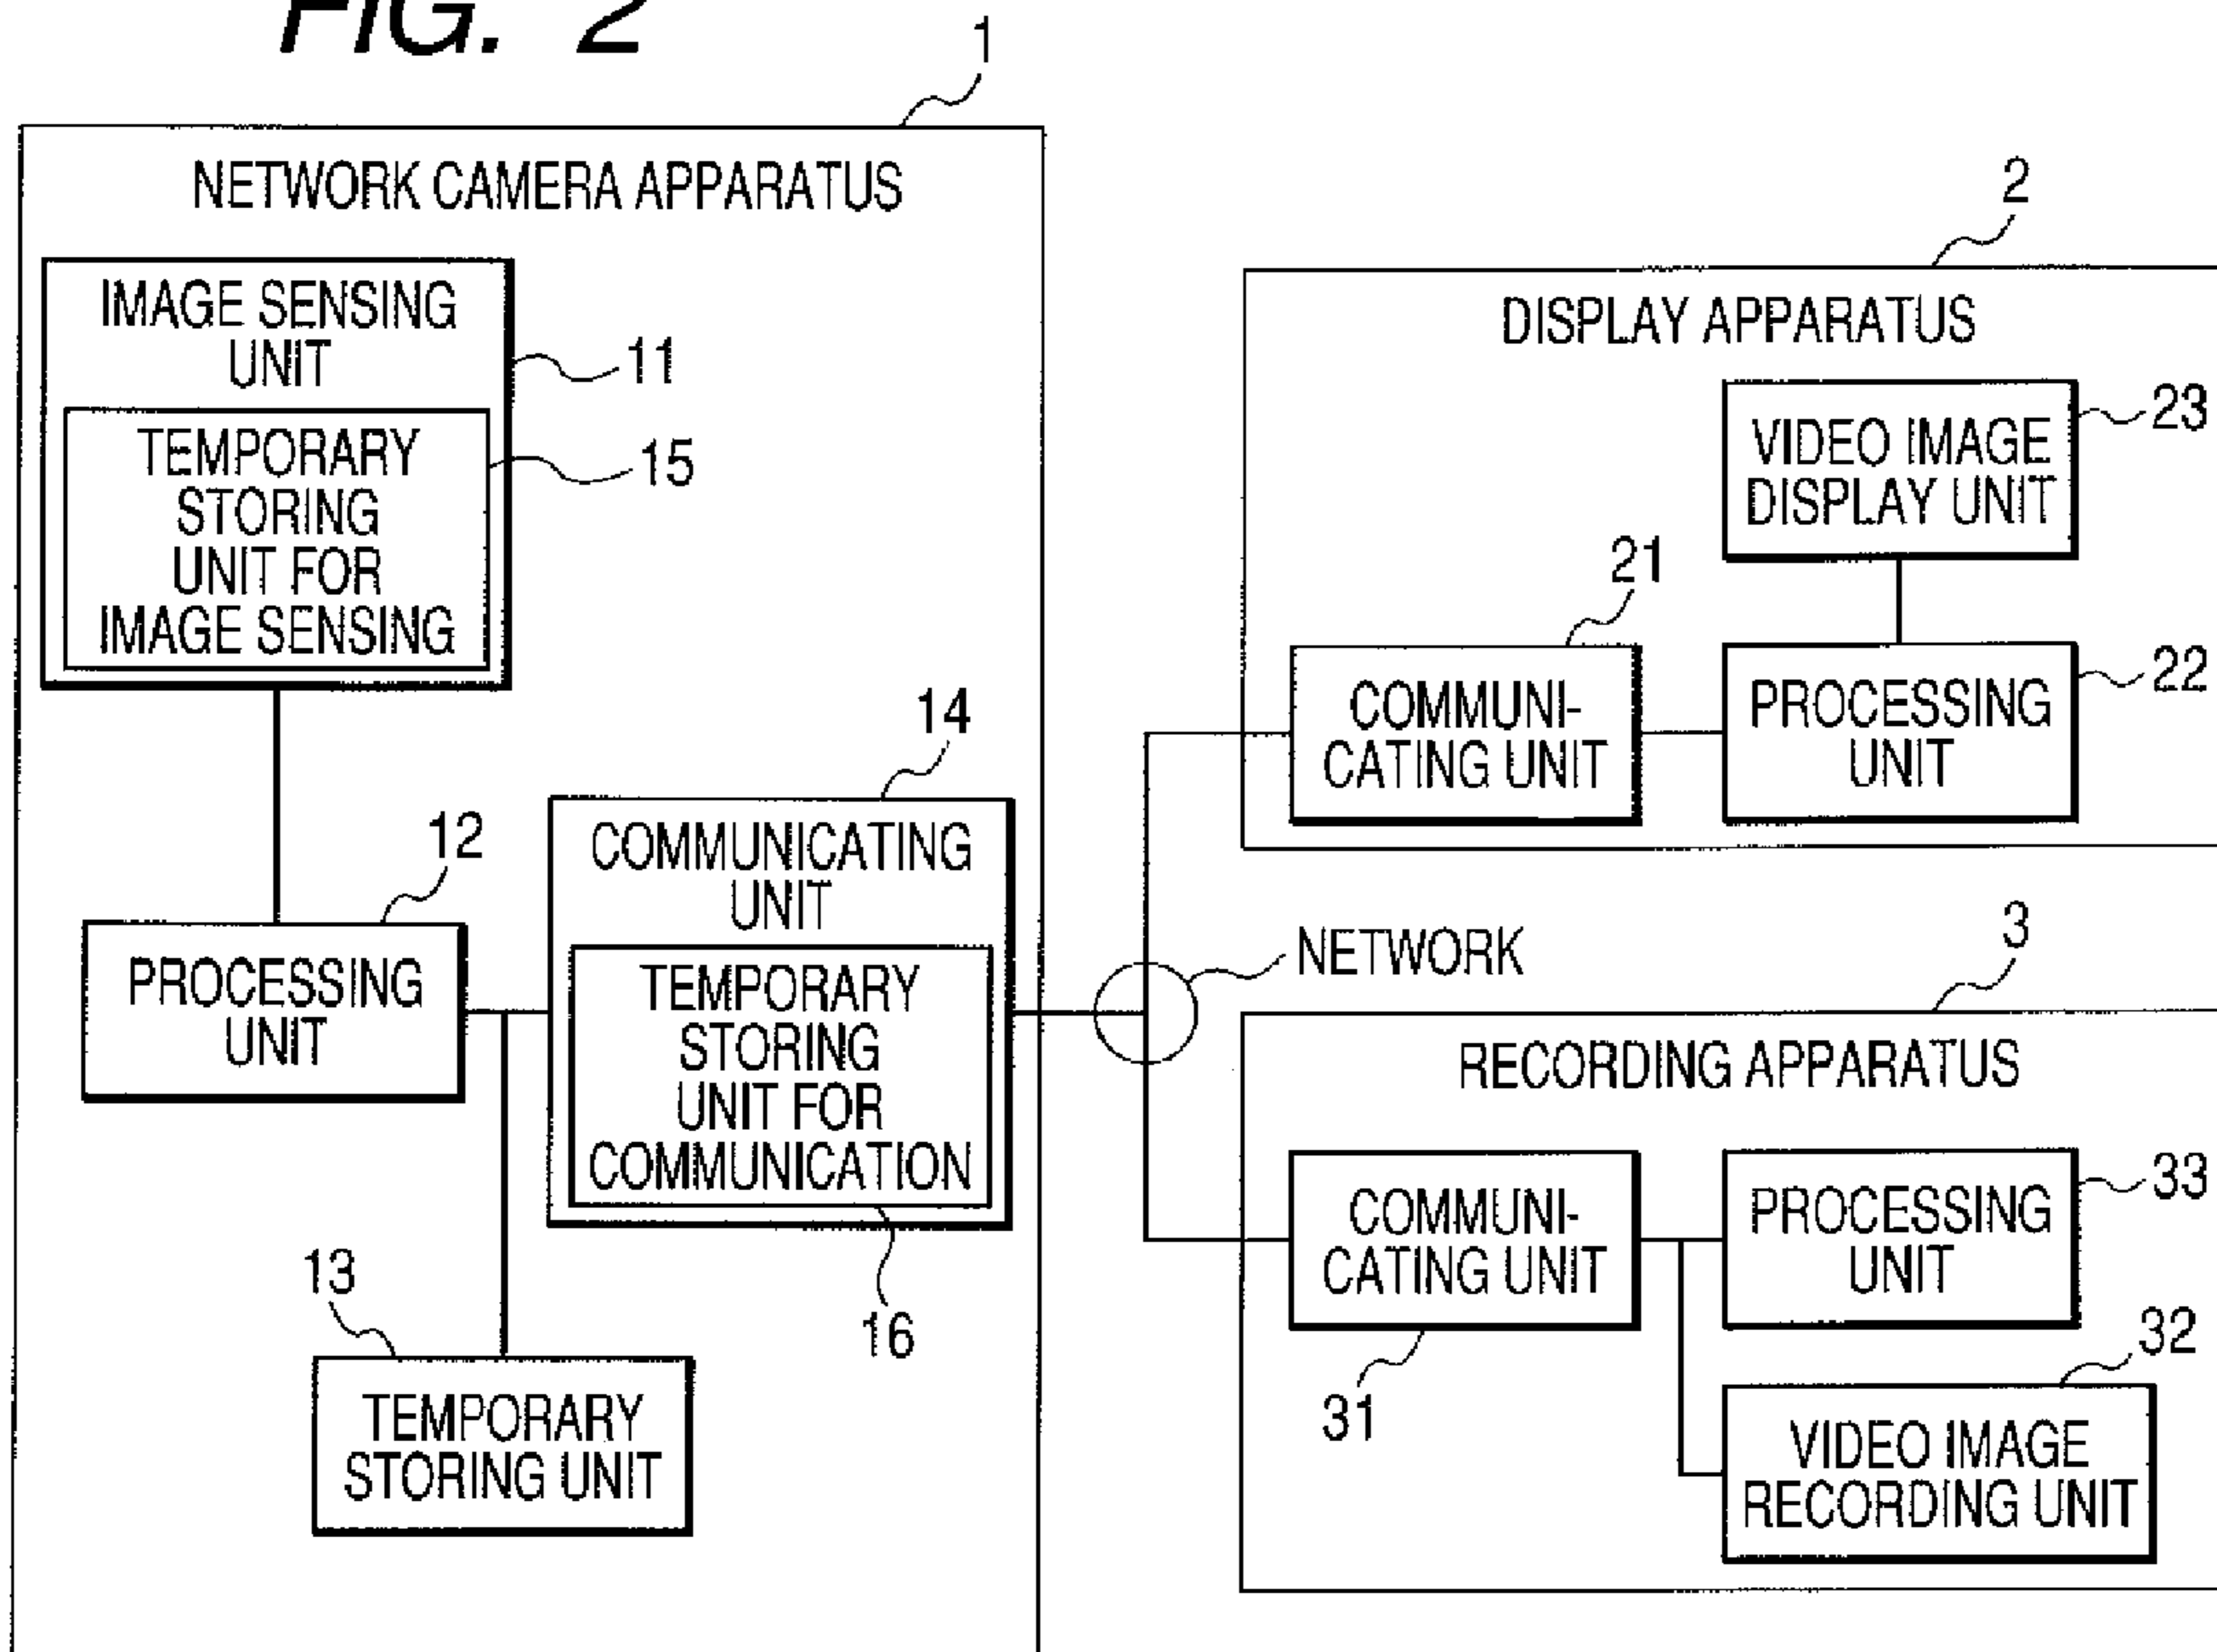 FIG. 2
1
NETWORK CAMERA APPARATUS
IMAGE SENSING
UNIT
11
TEMPORARY
STORING
UNIT FOR
IMAGE SENSING
15
12
PROCESSING
UNIT
14
COMMUNICATING
UNIT
TEMPORARY
STORING
UNIT FOR
COMMUNICATION
16
13
TEMPORARY
STORING UNIT
NETWORK
2
DISPLAY APPARATUS
23
VIDEO IMAGE
DISPLAY UNIT
21
COMMUNI-
CATING UNIT
22
PROCESSING
UNIT
3
RECORDING APPARATUS
COMMUNI-
CATING UNIT
31
33
PROCESSING
UNIT
32
VIDEO IMAGE
RECORDING UNIT